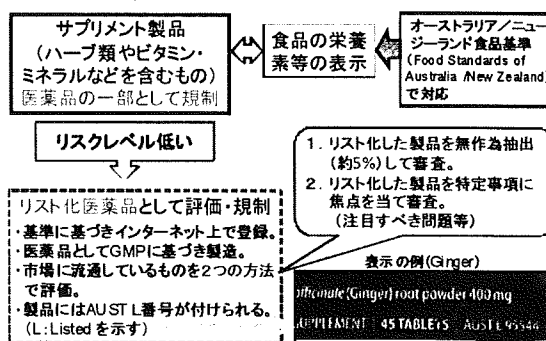 サプリメント製品
(ハーブ類やビタミン・
ミネラルなどを含むもの)
医薬品の一部として規制
食品の栄養
素等の表示
オーストラリア/ニュー
ジーランド食品基準
(Food Standards of
Australia /New Zealand)
で対応
リスクレベル低い
1. リスト化した製品を無作為抽出
(約5%)して審査。
2. リスト化した製品を特定事項に
焦点を当て審査。
(注目すべき問題等)
リスト化医薬品として評価・規制
・基準に基づきインターネット上で登録。
・医薬品としてGMPに基づき製造。
・市場に流通しているものを2つの方法
で評価。
・製品にはAUST L番号が付けられる。
(L:Listedを示す)
表示の例(Ginger)
officinale (Ginger) root powder 400 mg
SUPPLEMENT 45 TABLETS AUST L 95544